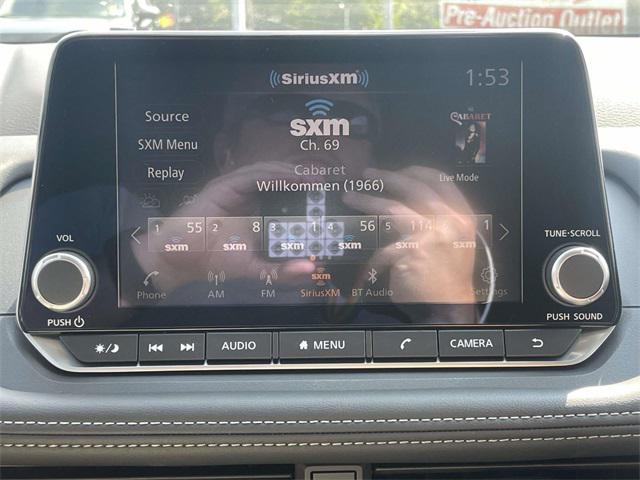 Pre-Auction Outlet
SiriusXM
1:53
Source
sxm
CABARET
SXM Menu
Ch. 69
Replay
Cabaret
Live Mode
Willkommen (1966)
1 55 2 8 3 1 4 56 5 114 6 1
sxm sxm sxm sxm sxm sxm
VOL
TUNE·SCROLL
Phone AM FM SiriusXM BT Audio Settings
PUSH
PUSH SOUND
AUDIO MENU CAMERA